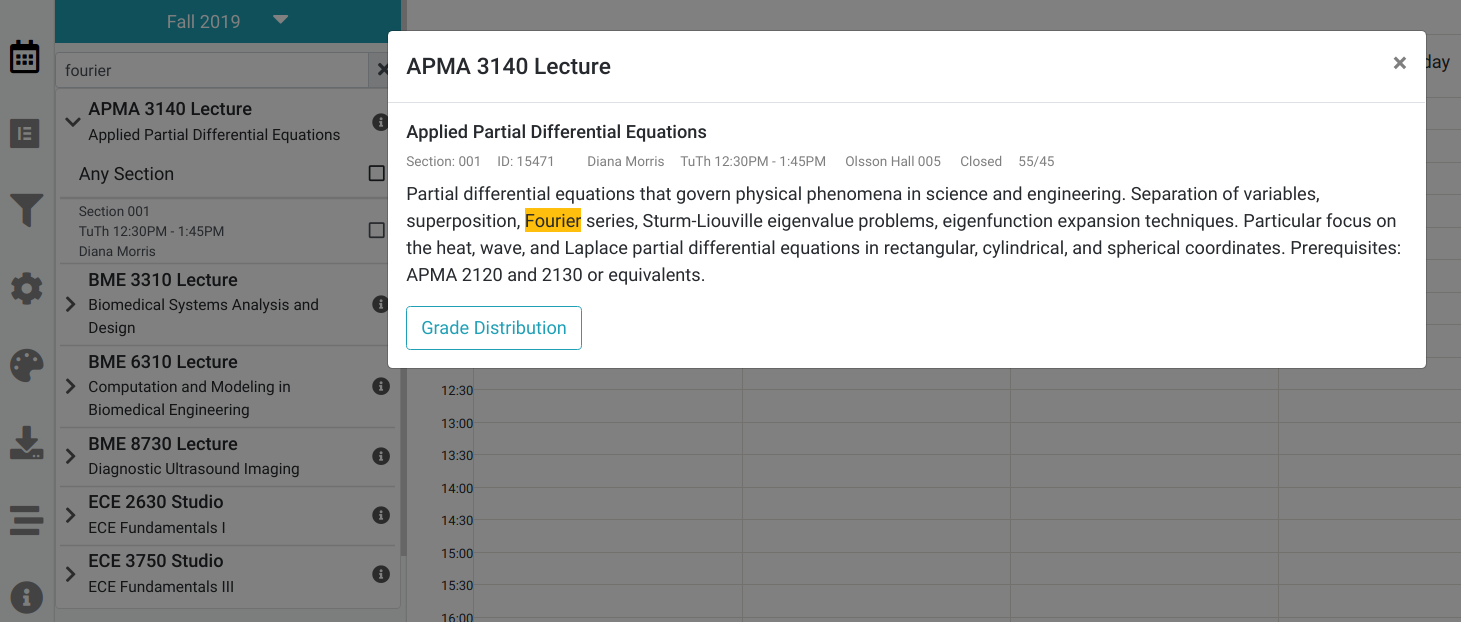 Fall 2019
fourier
APMA 3140 Lecture
Applied Partial Differential Equations
Any Section
Section 001
TuTh 12:30PM - 1:45PM
Diana Morris
BME 3310 Lecture
Biomedical Systems Analysis and
Design
BME 6310 Lecture
Computation and Modeling in
Biomedical Engineering
BME 8730 Lecture
Diagnostic Ultrasound Imaging
ECE 2630 Studio
ECE Fundamentals I
ECE 3750 Studio
ECE Fundamentals III
APMA 3140 Lecture
×
day
Applied Partial Differential Equations
Section: 001 ID: 15471 Diana Morris TuTh 12:30PM - 1:45PM Olsson Hall 005 Closed 55/45
Partial differential equations that govern physical phenomena in science and engineering. Separation of variables,
superposition, Fourier series, Sturm-Liouville eigenvalue problems, eigenfunction expansion techniques. Particular focus on
the heat, wave, and Laplace partial differential equations in rectangular, cylindrical, and spherical coordinates. Prerequisites:
APMA 2120 and 2130 or equivalents.
Grade Distribution
12:30
13:00
13:30
14:00
14:30
15:00
15:30
16:00